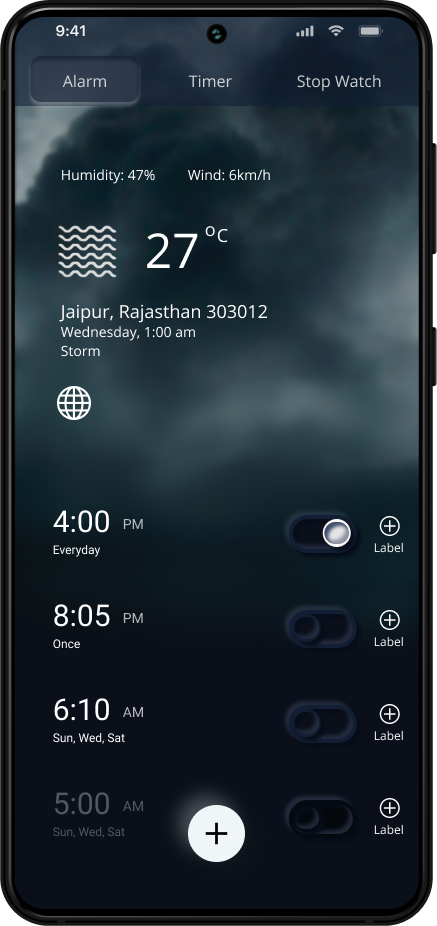 9:41
Alarm Timer Stop Watch
Humidity: 47% Wind: 6km/h
27 °C
Jaipur, Rajasthan 303012
Wednesday, 1:00 am
Storm
4:00 PM
Everyday
Label
8:05 PM
Once
Label
6:10 AM
Sun, Wed, Sat
Label
5:00 AM
Sun, Wed, Sat
Label